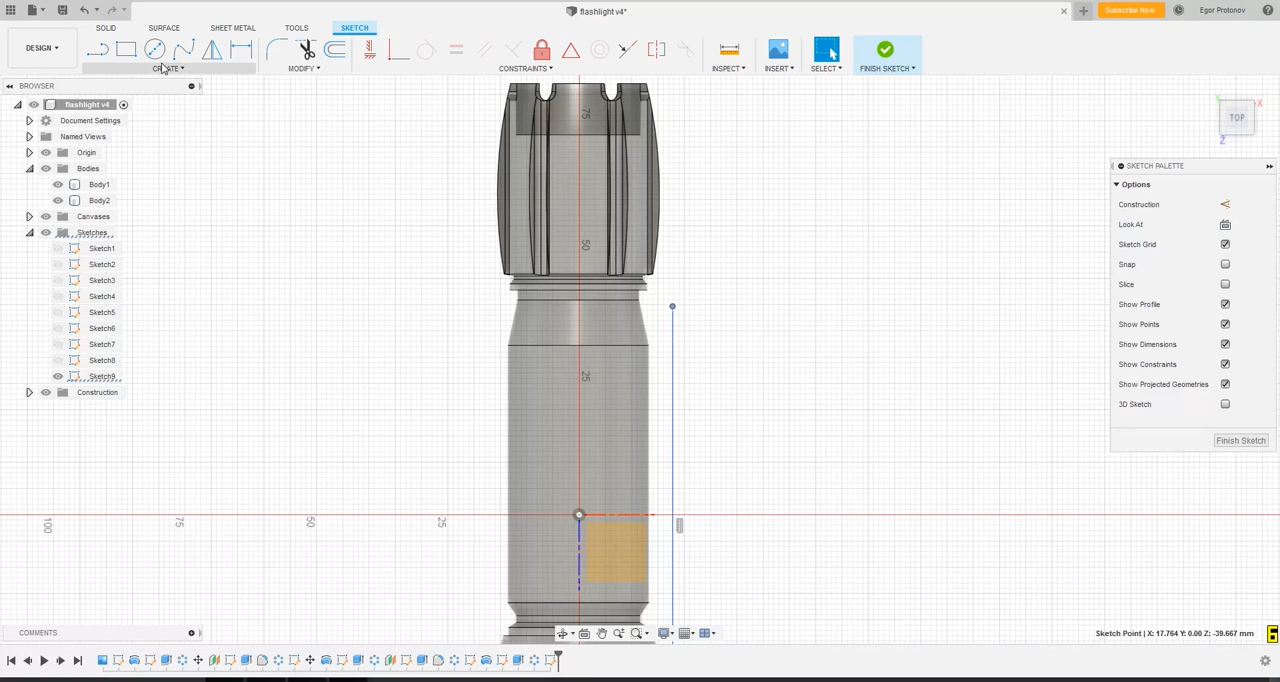 flashlight v4*
Subscribe Now
Egor Protonov
DESIGN
SOLID
SURFACE
SHEET METAL
TOOLS
SKETCH
CREATE
MODIFY
CONSTRAINTS
INSPECT
INSERT
SELECT
FINISH SKETCH
BROWSER
flashlight v4
Document Settings
Named Views
Origin
Bodies
Body1
Body2
Canvases
Sketches
Sketch1
Sketch2
Sketch3
Sketch4
Sketch5
Sketch6
Sketch7
Sketch8
Sketch9
Construction
75
50
25
100
75
50
25
TOP
X
Z
SKETCH PALETTE
Options
Construction
Look At
Sketch Grid
Snap
Slice
Show Profile
Show Points
Show Dimensions
Show Constraints
Show Projected Geometries
3D Sketch
Finish Sketch
COMMENTS
Sketch Point | X: 17.764 Y: 0.00 Z: -39.667 mm